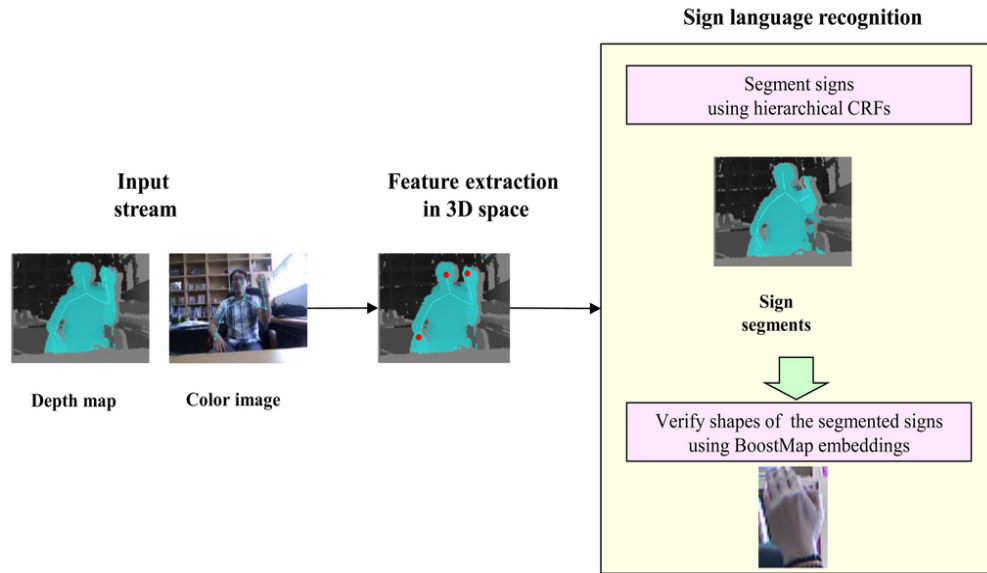 Sign language recognition
Segment signs
using hierarchical CRFs
Input
stream
Feature extraction
in 3D space
Depth map
Color image
Sign
segments
Verify shapes of the segmented signs
using BoostMap embeddings